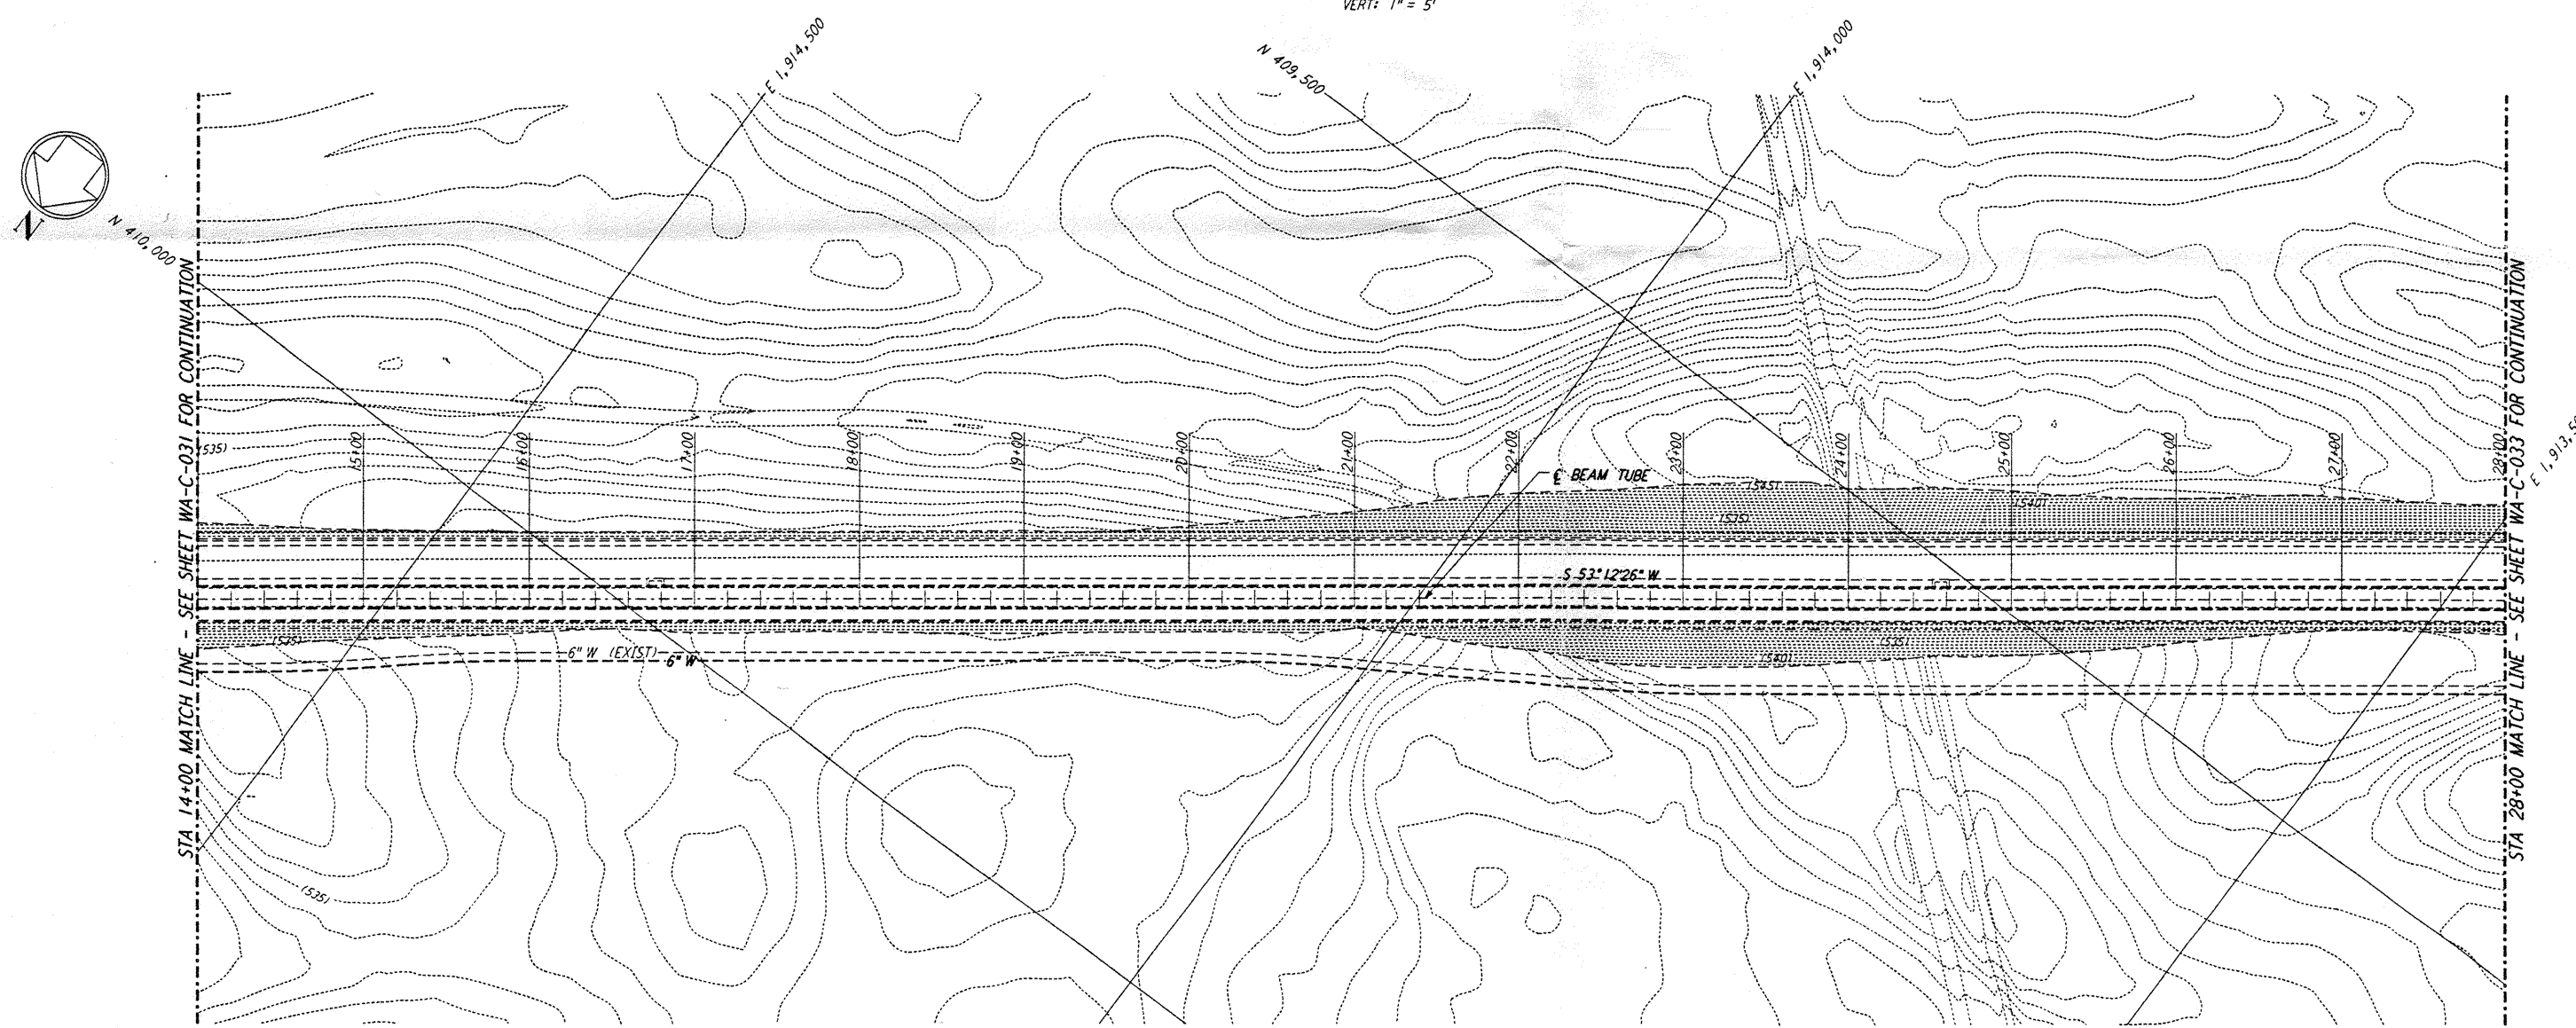 VERT: 1" = 5'
E 1,914,500
N 409,500
E 1,914,000
N
N 410,000
STA 14+00 MATCH LINE - SEE SHEET WA-C-031 FOR CONTINUATION
(535)
15+00
16+00
17+00
18+00
19+00
20+00
21+00
22+00
23+00
24+00
25+00
26+00
27+00
28+00
℄ BEAM TUBE
(545)
(540)
(535)
S 53°12'26" W
(535)
6" W (EXIST)
6" W
(540)
(535)
(535)
STA 28+00 MATCH LINE - SEE SHEET WA-C-033 FOR CONTINUATION